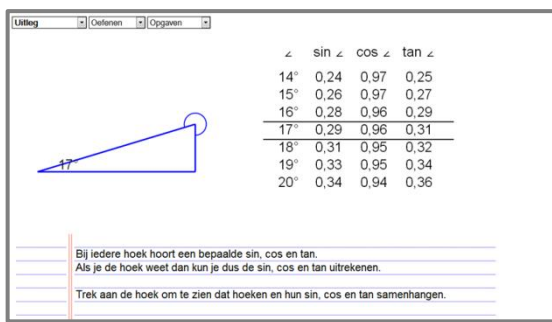 Uitleg Oefenen Opgaven
∠ sin ∠ cos ∠ tan ∠
14° 0,24 0,97 0,25
15° 0,26 0,97 0,27
16° 0,28 0,96 0,29
17° 0,29 0,96 0,31
18° 0,31 0,95 0,32
19° 0,33 0,95 0,34
20° 0,34 0,94 0,36
17°
Bij iedere hoek hoort een bepaalde sin, cos en tan.
Als je de hoek weet dan kun je dus de sin, cos en tan uitrekenen.
Trek aan de hoek om te zien dat hoeken en hun sin, cos en tan samenhangen.